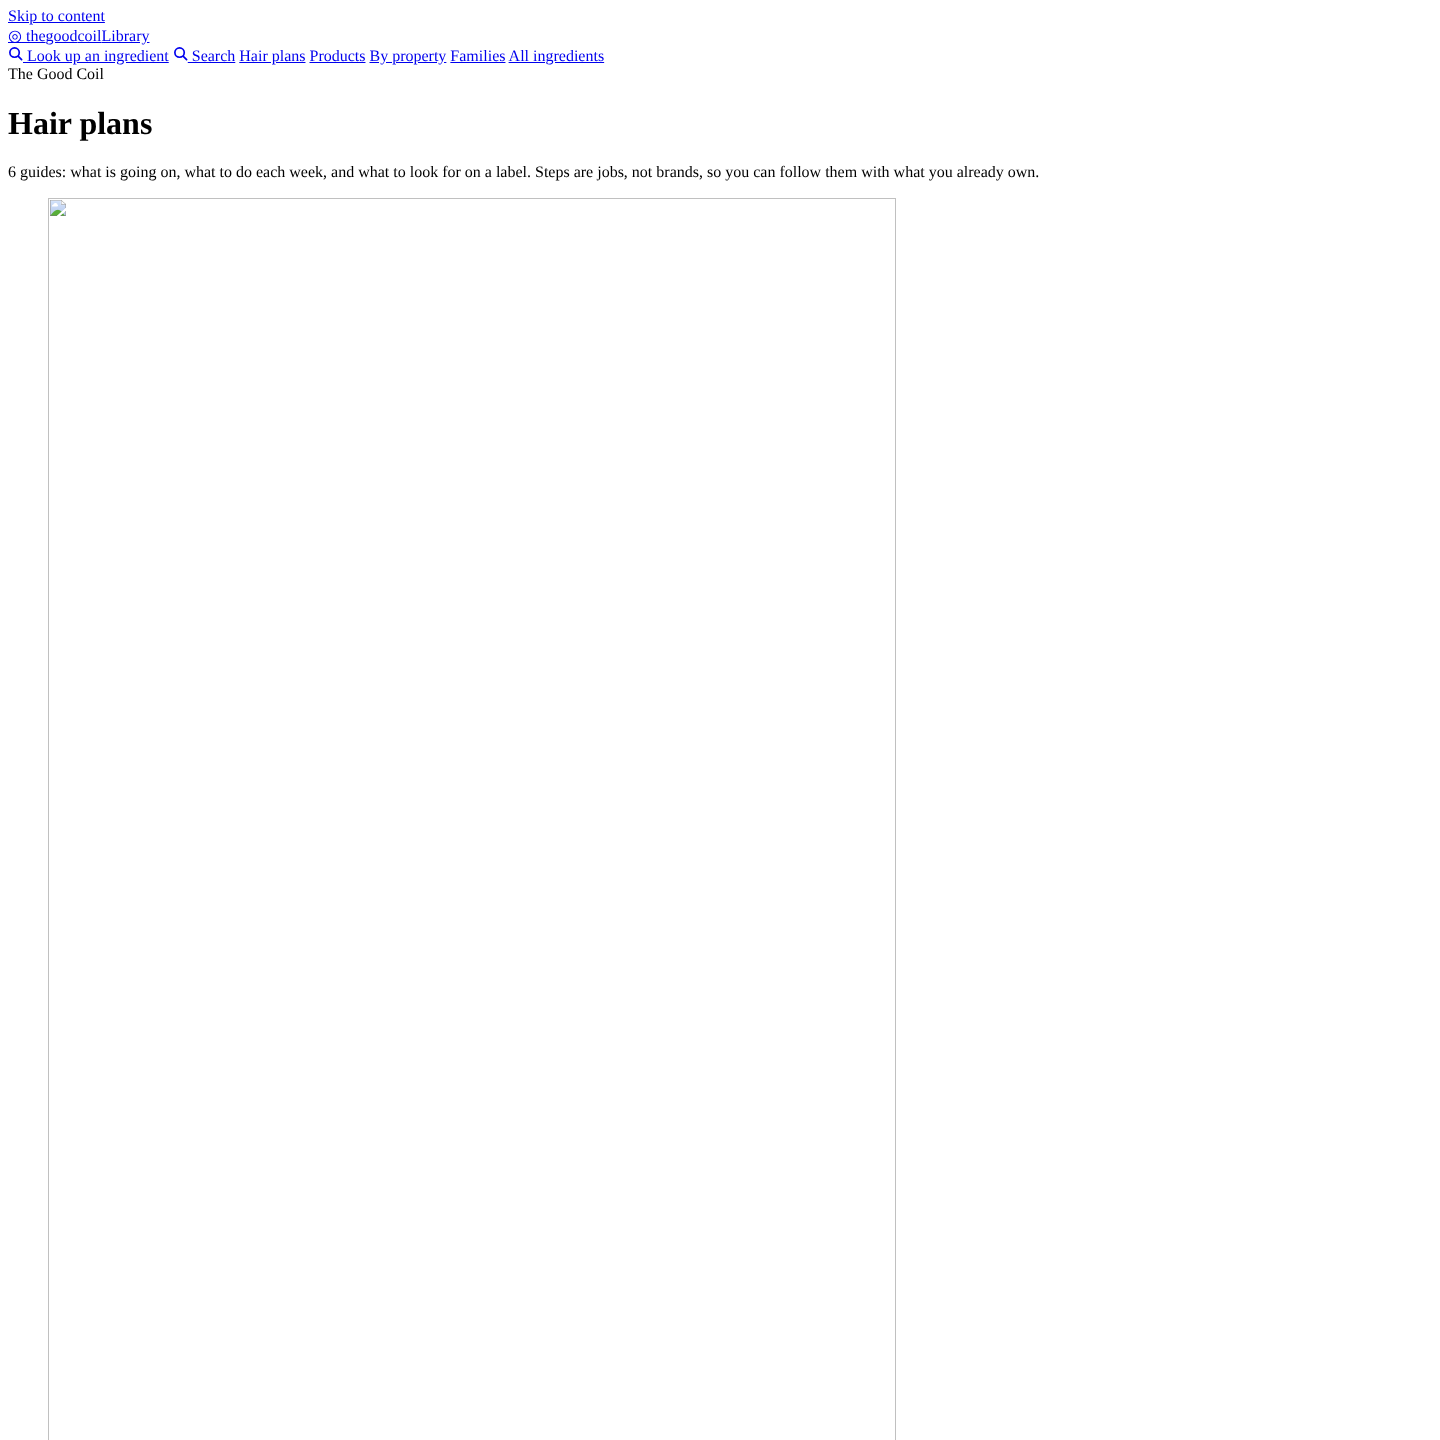 Skip to content
◎ thegoodcoilLibrary
Look up an ingredient Search Hair plans Products By property Families All ingredients
The Good Coil
Hair plans
6 guides: what is going on, what to do each week, and what to look for on a label. Steps are jobs, not brands, so you can follow them with what you already own.